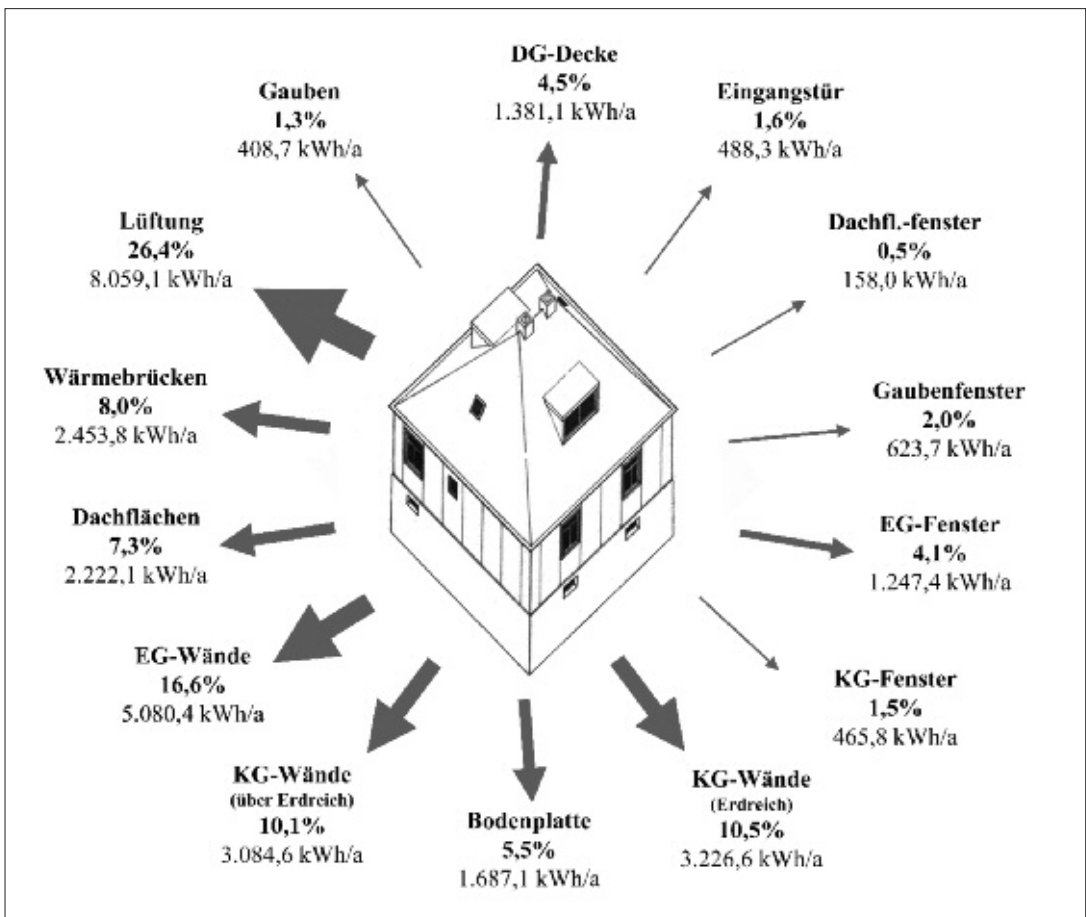 DG-Decke
4,5%
1.381,1 kWh/a
Gauben
1,3%
408,7 kWh/a
Eingangstür
1,6%
488,3 kWh/a
Lüftung
26,4%
8.059,1 kWh/a
Dachfl.-fenster
0,5%
158,0 kWh/a
Wärmebrücken
8,0%
2.453,8 kWh/a
Gaubenfenster
2,0%
623,7 kWh/a
Dachflächen
7,3%
2.222,1 kWh/a
EG-Fenster
4,1%
1.247,4 kWh/a
EG-Wände
16,6%
5.080,4 kWh/a
KG-Fenster
1,5%
465,8 kWh/a
KG-Wände
(über Erdreich)
10,1%
3.084,6 kWh/a
Bodenplatte
5,5%
1.687,1 kWh/a
KG-Wände
(Erdreich)
10,5%
3.226,6 kWh/a